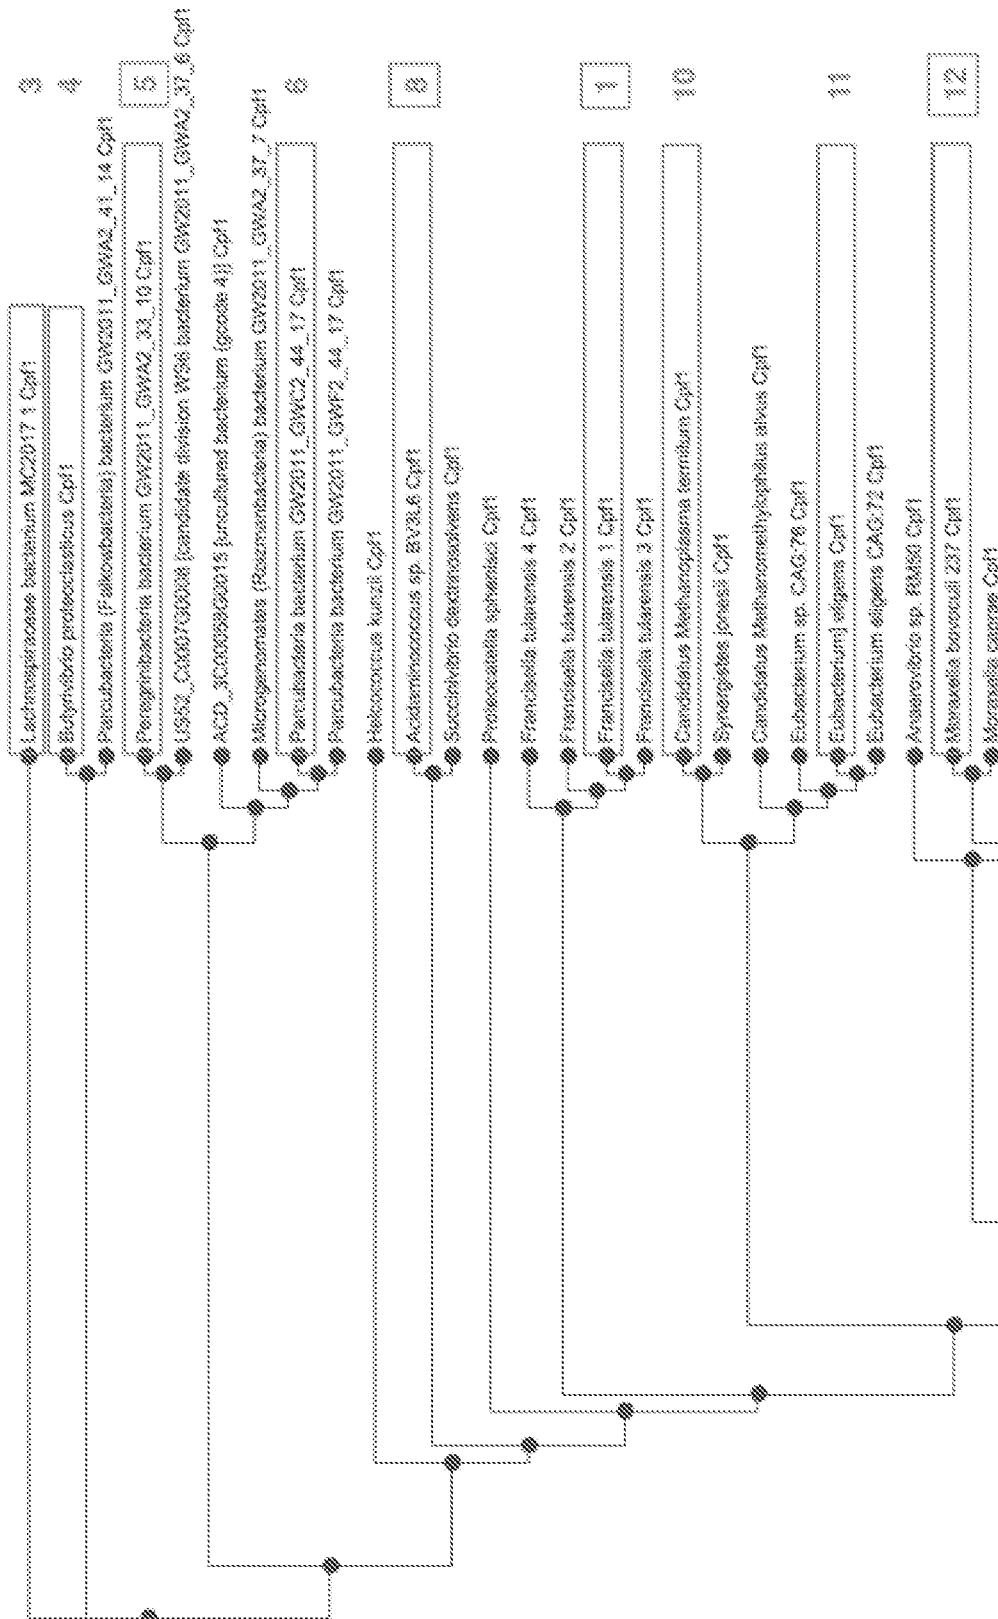 3
Lachnospiraceae bacterium MC2017 1 Cpf1
4
Butyrivibrio proteoclasticus Cpf1
Parcubacteria (Falkowbacteria) bacterium GW2011_GWA2_41_14 Cpf1
5
Peregrinibacteria bacterium GW2011_GWA2_33_10 Cpf1
[candidate division WS6 bacterium GW2011_GWA2_37_6 Cpf1
ACD_3C00058G0015 [uncultured bacterium (gcode 4)] Cpf1
Microgenomates (Roizmanbacteria) bacterium GW2011_GWA2_37_7 Cpf1
6
Parcubacteria bacterium GW2011_GWC2_44_17 Cpf1
Parcubacteria bacterium GW2011_GWF2_44_17 Cpf1
Helcococcus kunzii Cpf1
8
Acidaminococcus sp. BV3L6 Cpf1
Succinivibrio dextrinosolvens Cpf1
Proteocatella sphenisci Cpf1
Francisella tularensis 4 Cpf1
Francisella tularensis 2 Cpf1
1
Francisella tularensis 1 Cpf1
Francisella tularensis 3 Cpf1
10
Candidatus Methanoplasma termitum Cpf1
Synergistes jonesii Cpf1
Candidatus Methanomethylophilus alvus Cpf1
Eubacterium sp. CAG:76 Cpf1
11
Eubacterium] eligens Cpf1
Eubacterium eligens CAG:72 Cpf1
Anaerovibrio sp. RM50 Cpf1
12
Moraxella bovoculi 237 Cpf1
Moraxella caprae Cpf1